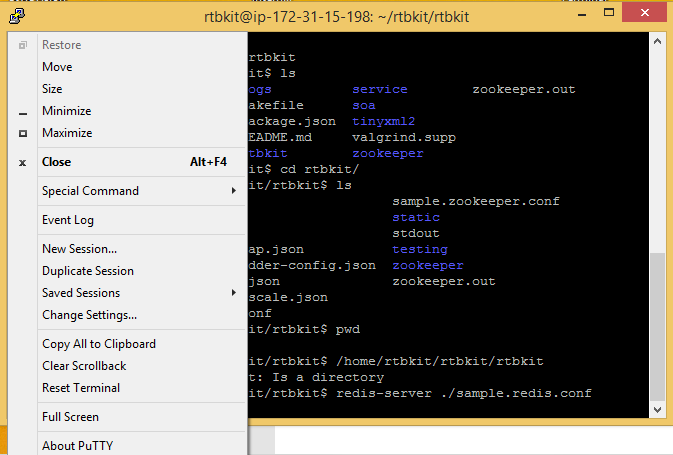 rtbkit@ip-172-31-15-198: ~/rtbkit/rtbkit
Restore
Move
Size
Minimize
Maximize
Close Alt+F4
Special Command
Event Log
New Session...
Duplicate Session
Saved Sessions
Change Settings...
Copy All to Clipboard
Clear Scrollback
Reset Terminal
Full Screen
About PuTTY
rtbkit
it$ ls
ogs service zookeeper.out
akefile soa
ackage.json tinyxml2
EADME.md valgrind.supp
tbkit zookeeper
it$ cd rtbkit/
it/rtbkit$ ls
sample.zookeeper.conf
static
stdout
ap.json testing
dder-config.json zookeeper
json zookeeper.out
scale.json
onf
it/rtbkit$ pwd
it/rtbkit$ /home/rtbkit/rtbkit/rtbkit
t: Is a directory
it/rtbkit$ redis-server ./sample.redis.conf